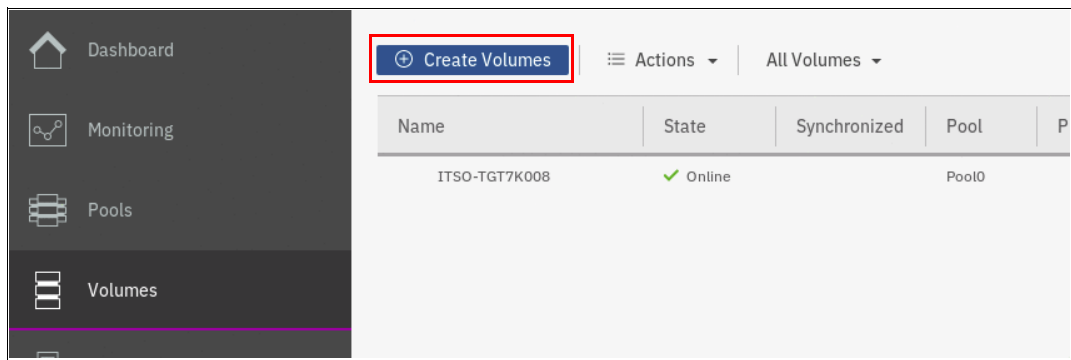 Dashboard
Monitoring
Pools
Volumes
Create Volumes
Actions
All Volumes
Name State Synchronized Pool P
ITSO-TGT7K008 Online Pool0